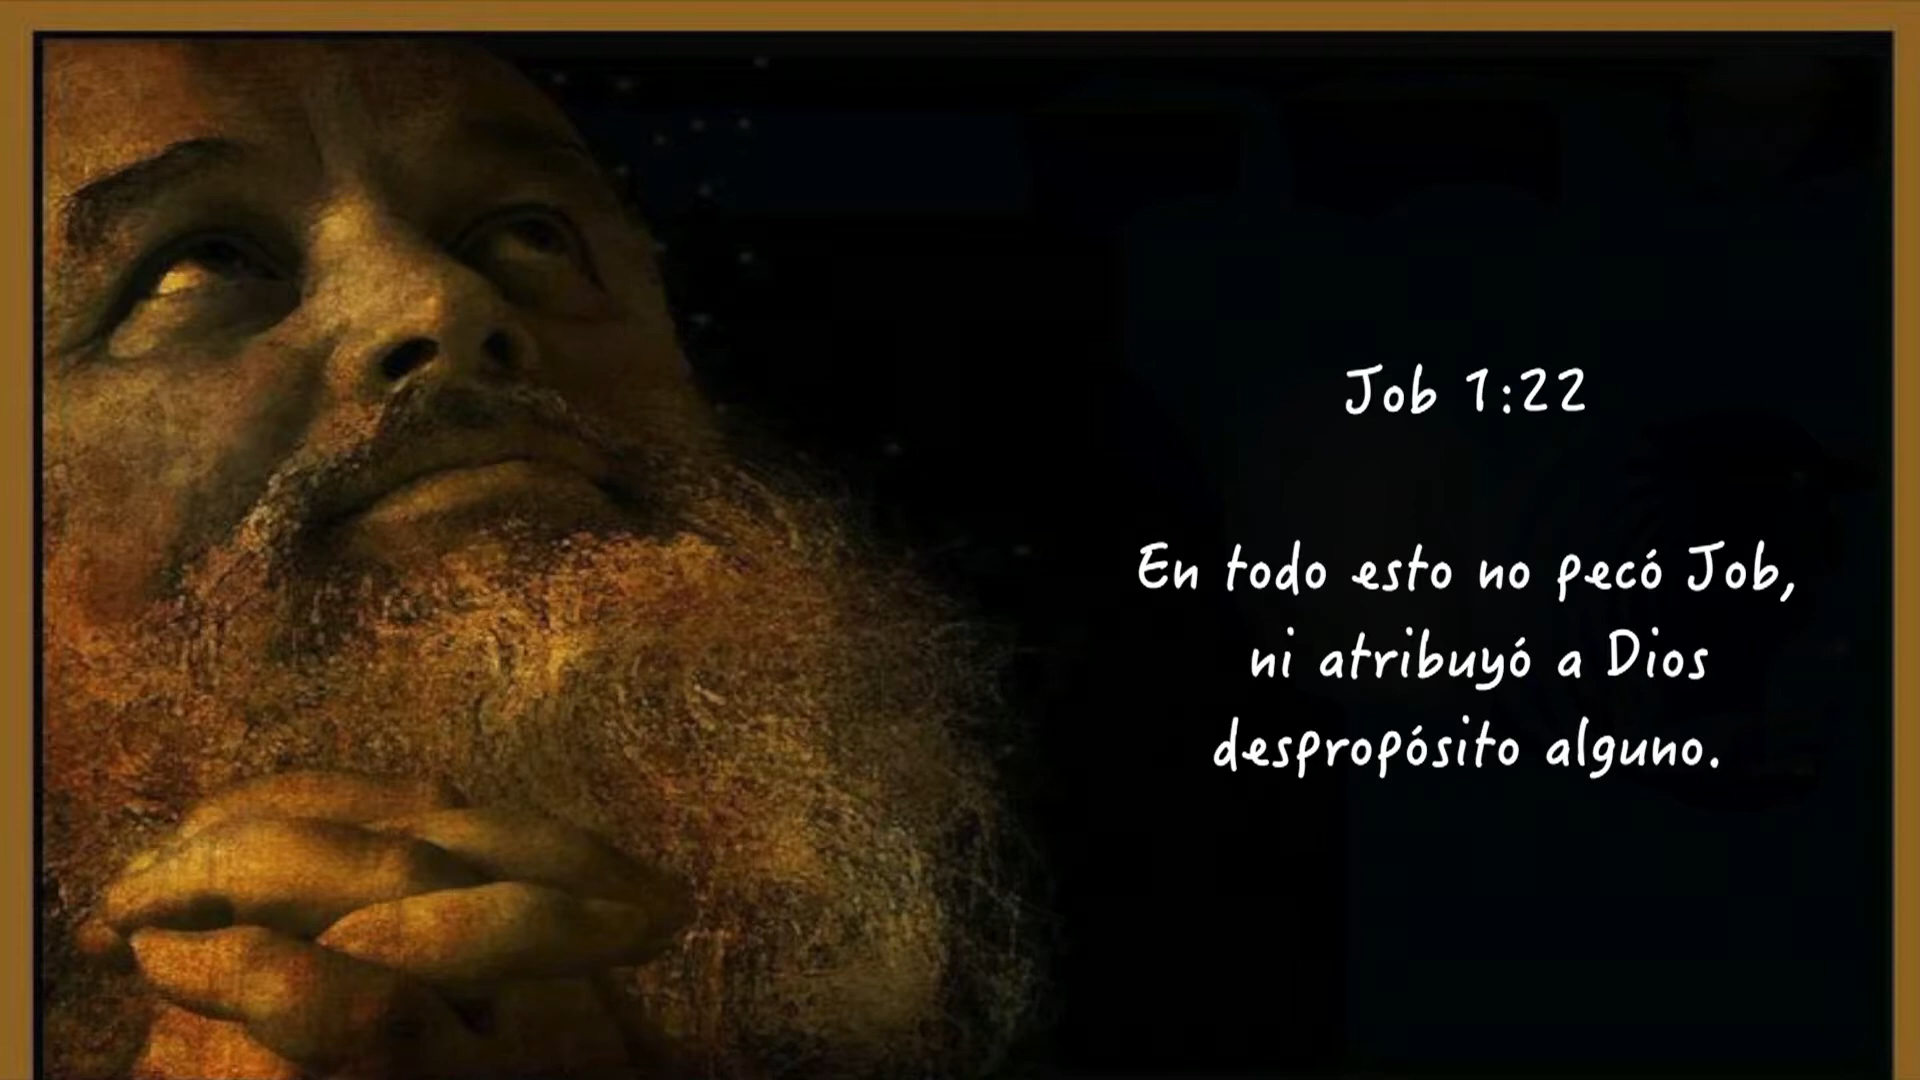 Job 1:22
En todo esto no pecó Job,
ni atribuyó a Dios
despropósito alguno.